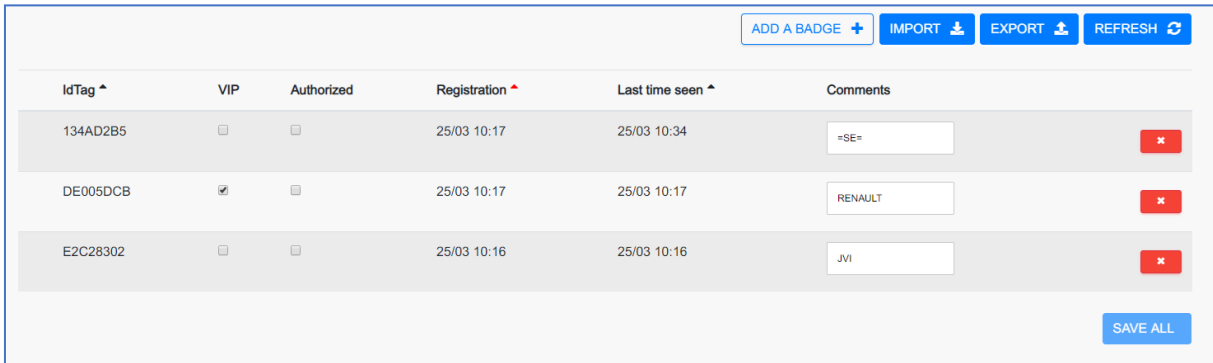 ADD A BADGE IMPORT EXPORT REFRESH
IdTag VIP Authorized Registration Last time seen Comments
134AD2B5 25/03 10:17 25/03 10:34 =SE=
DE005DCB 25/03 10:17 25/03 10:17 RENAULT
E2C28302 25/03 10:16 25/03 10:16 JVI
SAVE ALL